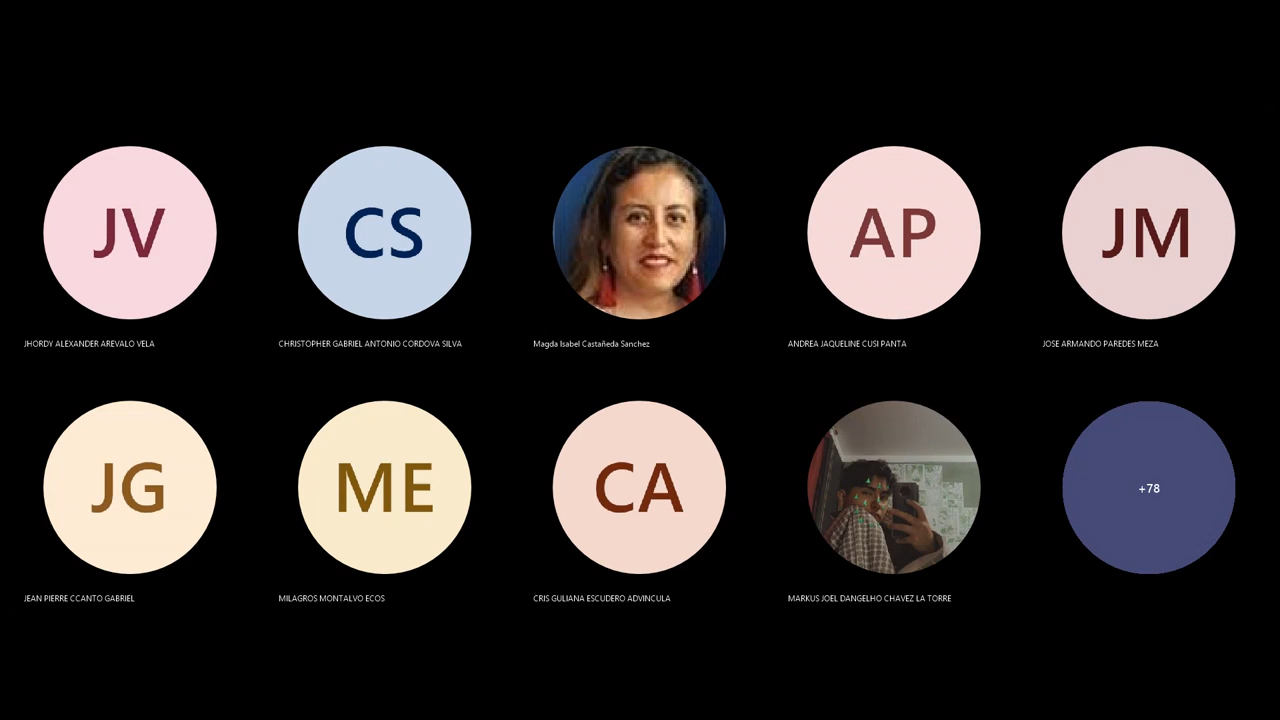 JV
CS
AP
JM
JHORDY ALEXANDER AREVALO VELA
CHRISTOPHER GABRIEL ANTONIO CORDOVA SILVA
Magda Isabel Castañeda Sanchez
ANDREA JAQUELINE CUSI PANTA
JOSE ARMANDO PAREDES MEZA
JG
ME
CA
+78
JEAN PIERRE CCANTO GABRIEL
MILAGROS MONTALVO ECOS
CRIS GULIANA ESCUDERO ADVINCULA
MARKUS JOEL DANGELHO CHAVEZ LA TORRE